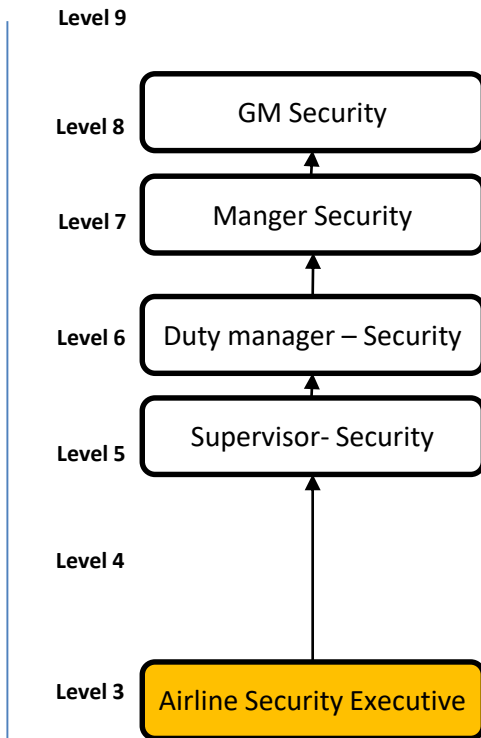 Level 9
Level 8
GM Security
Level 7
Manger Security
Level 6
Duty manager – Security
Level 5
Supervisor- Security
Level 4
Level 3
Airline Security Executive